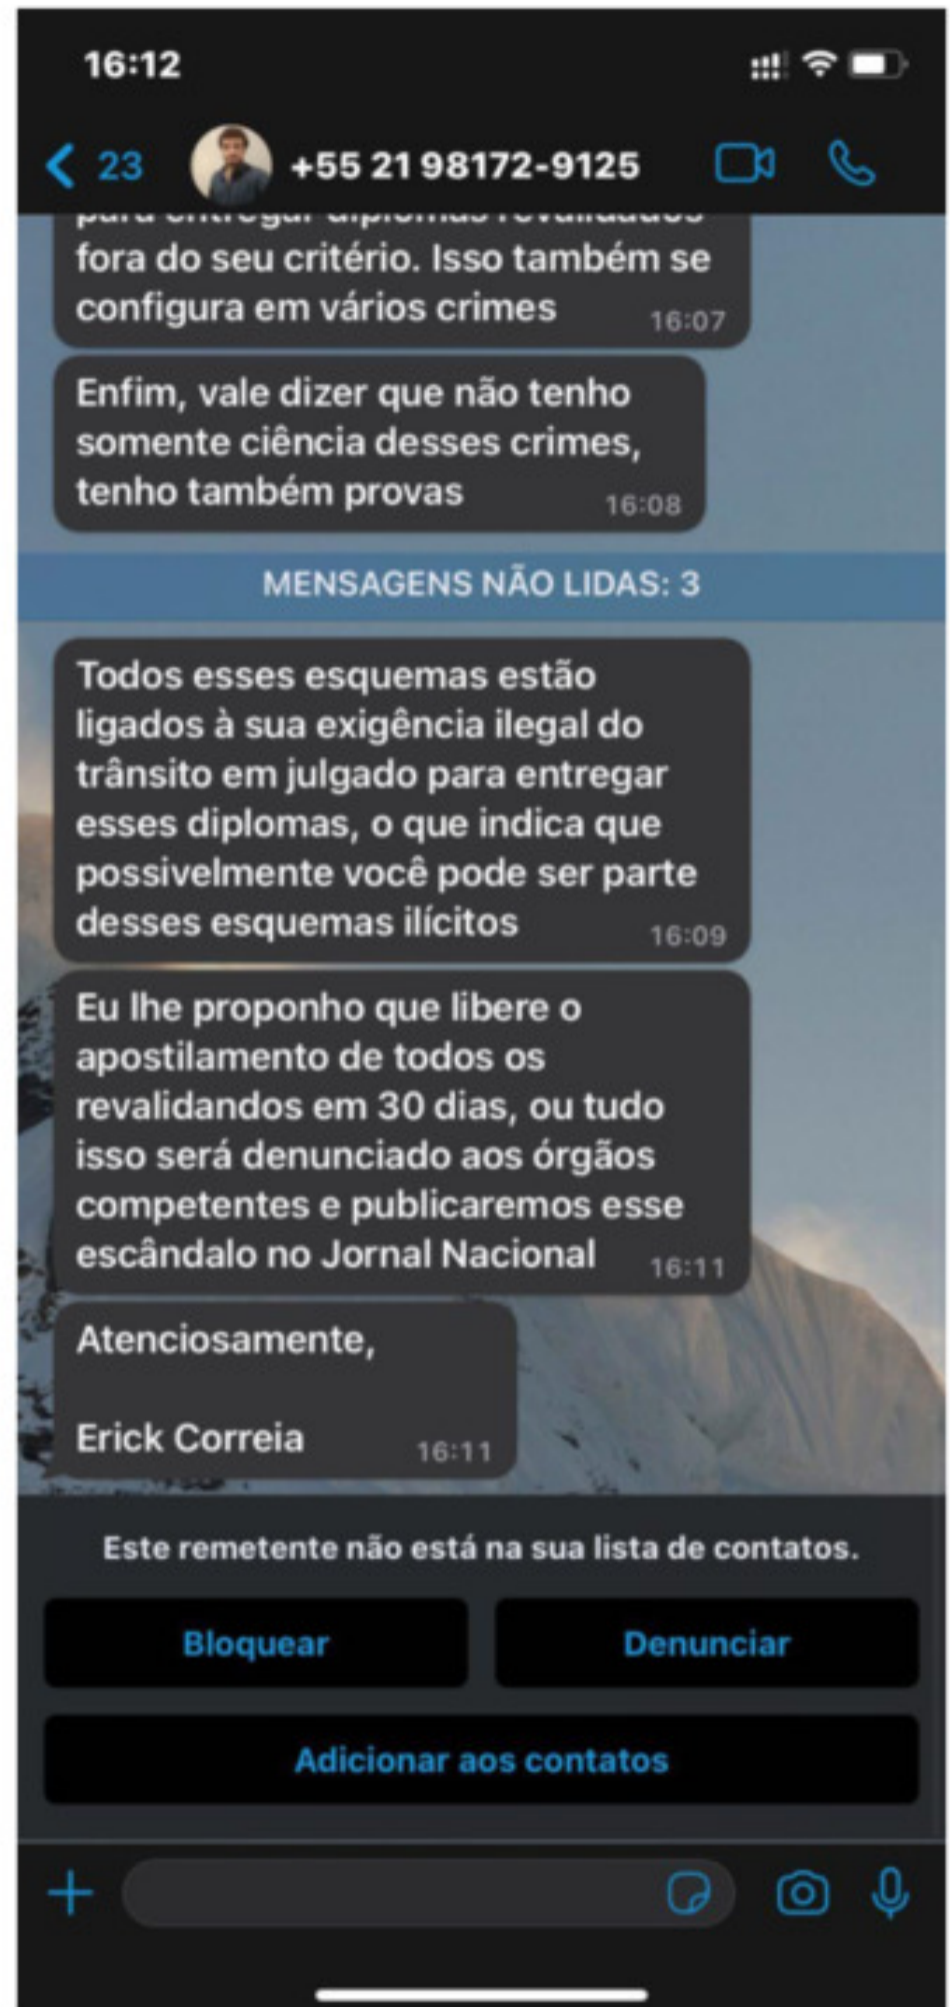 16:12
23
+55 21 98172-9125
para entregar diplomas revalidados
fora do seu critério. Isso também se
configura em vários crimes
16:07
Enfim, vale dizer que não tenho
somente ciência desses crimes,
tenho também provas
16:08
MENSAGENS NÃO LIDAS: 3
Todos esses esquemas estão
ligados à sua exigência ilegal do
trânsito em julgado para entregar
esses diplomas, o que indica que
possivelmente você pode ser parte
desses esquemas ilícitos
16:09
Eu lhe proponho que libere o
apostilamento de todos os
revalidandos em 30 dias, ou tudo
isso será denunciado aos órgãos
competentes e publicaremos esse
escândalo no Jornal Nacional
16:11
Atenciosamente,
Erick Correia
16:11
Este remetente não está na sua lista de contatos.
Bloquear
Denunciar
Adicionar aos contatos